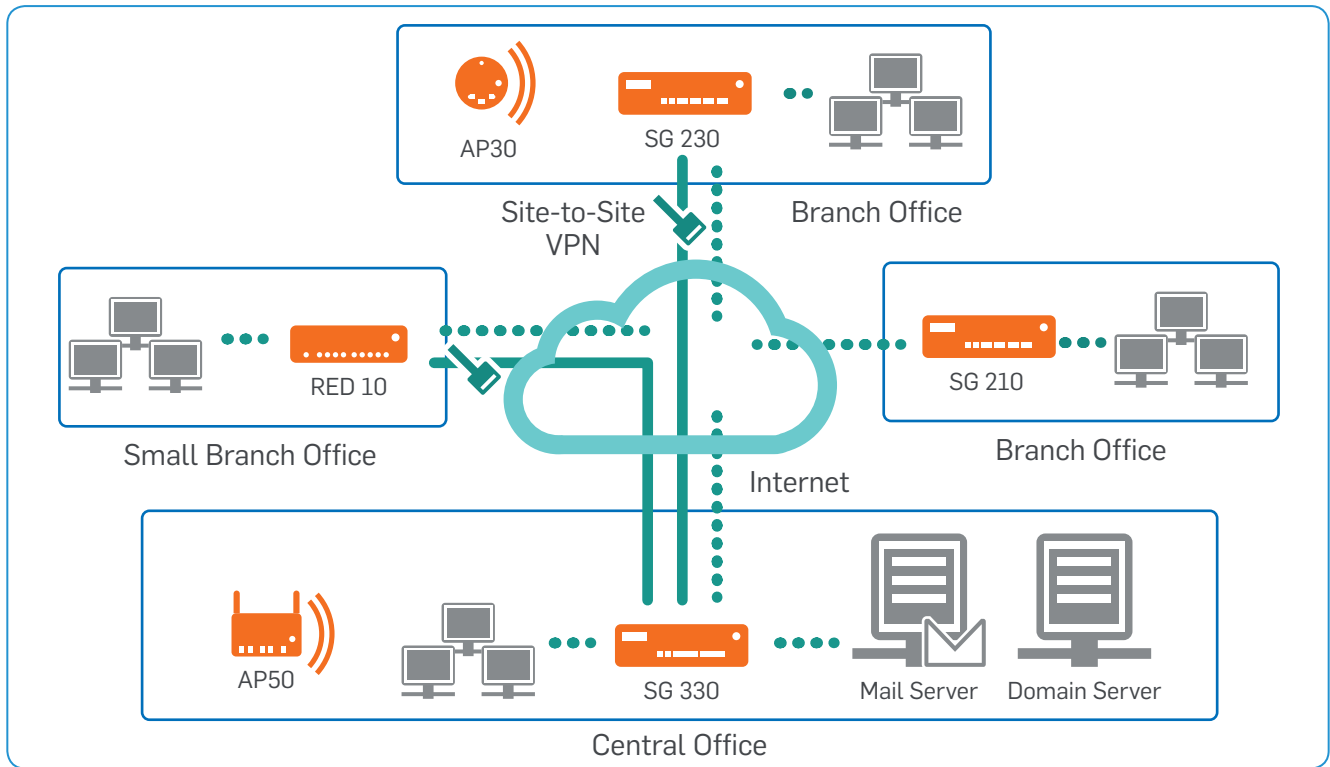 AP30
SG 230
Site-to-Site
VPN
Branch Office
RED 10
Small Branch Office
SG 210
Branch Office
Internet
AP50
SG 330
Mail Server
Domain Server
Central Office